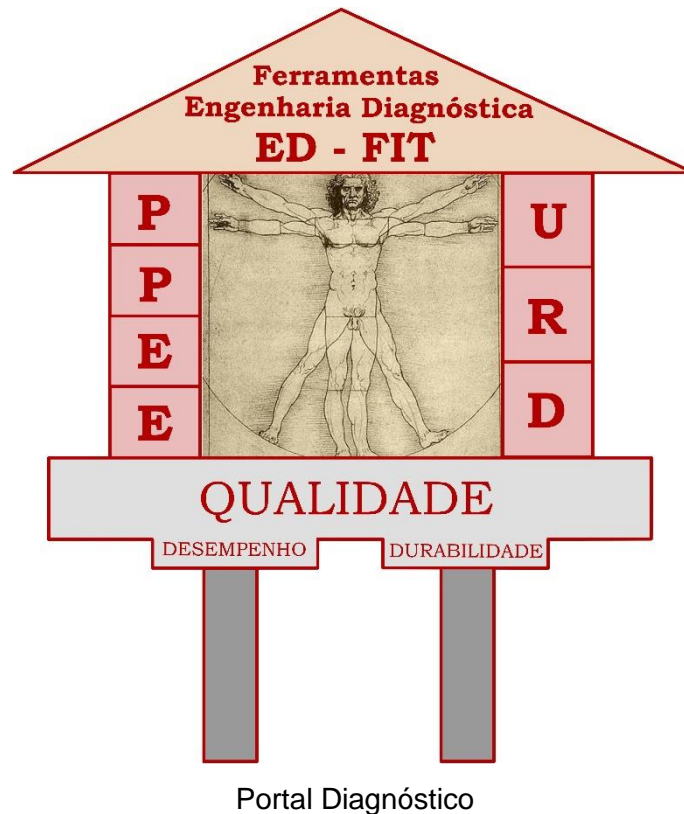 Ferramentas
Engenharia Diagnóstica
ED - FIT
P
P
E
E
U
R
D
QUALIDADE
DESEMPENHO
DURABILIDADE
Portal Diagnóstico